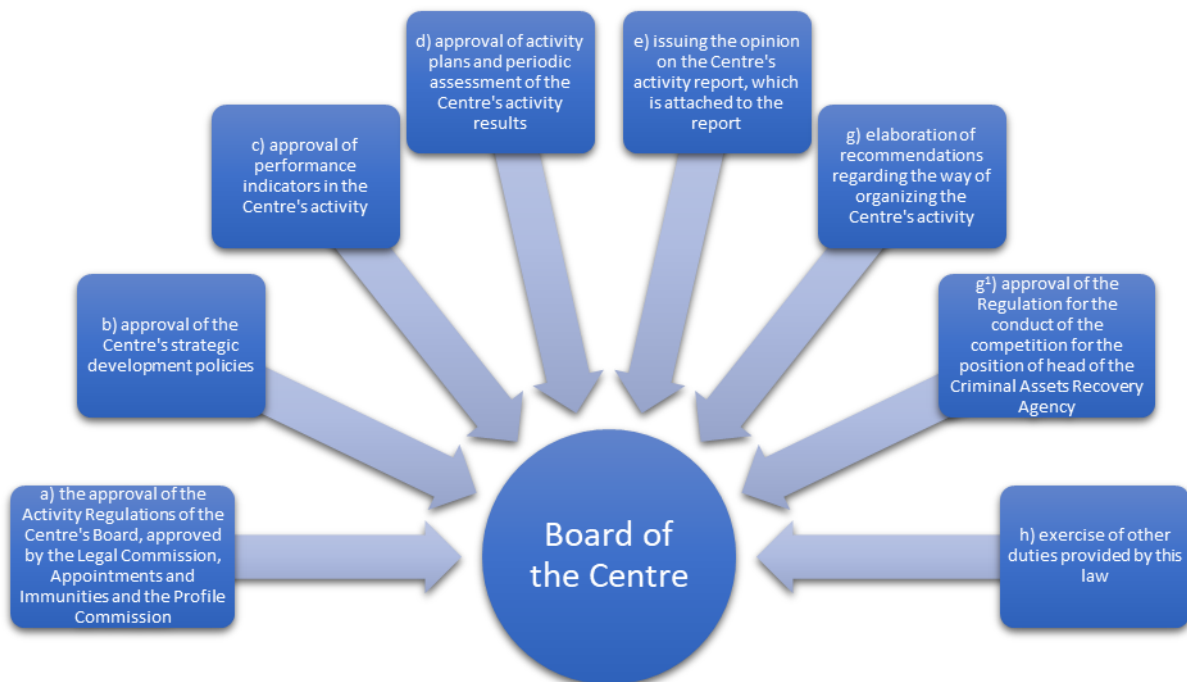 a) the approval of the
Activity Regulations of the
Centre's Board, approved
by the Legal Commission,
Appointments and
Immunities and the Profile
Commission
b) approval of the
Centre's strategic
development policies
c) approval of
performance
indicators in the
Centre's activity
d) approval of activity
plans and periodic
assessment of the
Centre's activity
results
e) issuing the opinion
on the Centre's
activity report, which
is attached to the
report
g) elaboration of
recommendations
regarding the way of
organizing the
Centre's activity
g¹) approval of the
Regulation for the
conduct of the
competition for the
position of head of the
Criminal Assets Recovery
Agency
h) exercise of other
duties provided by this
law
Board of
the Centre